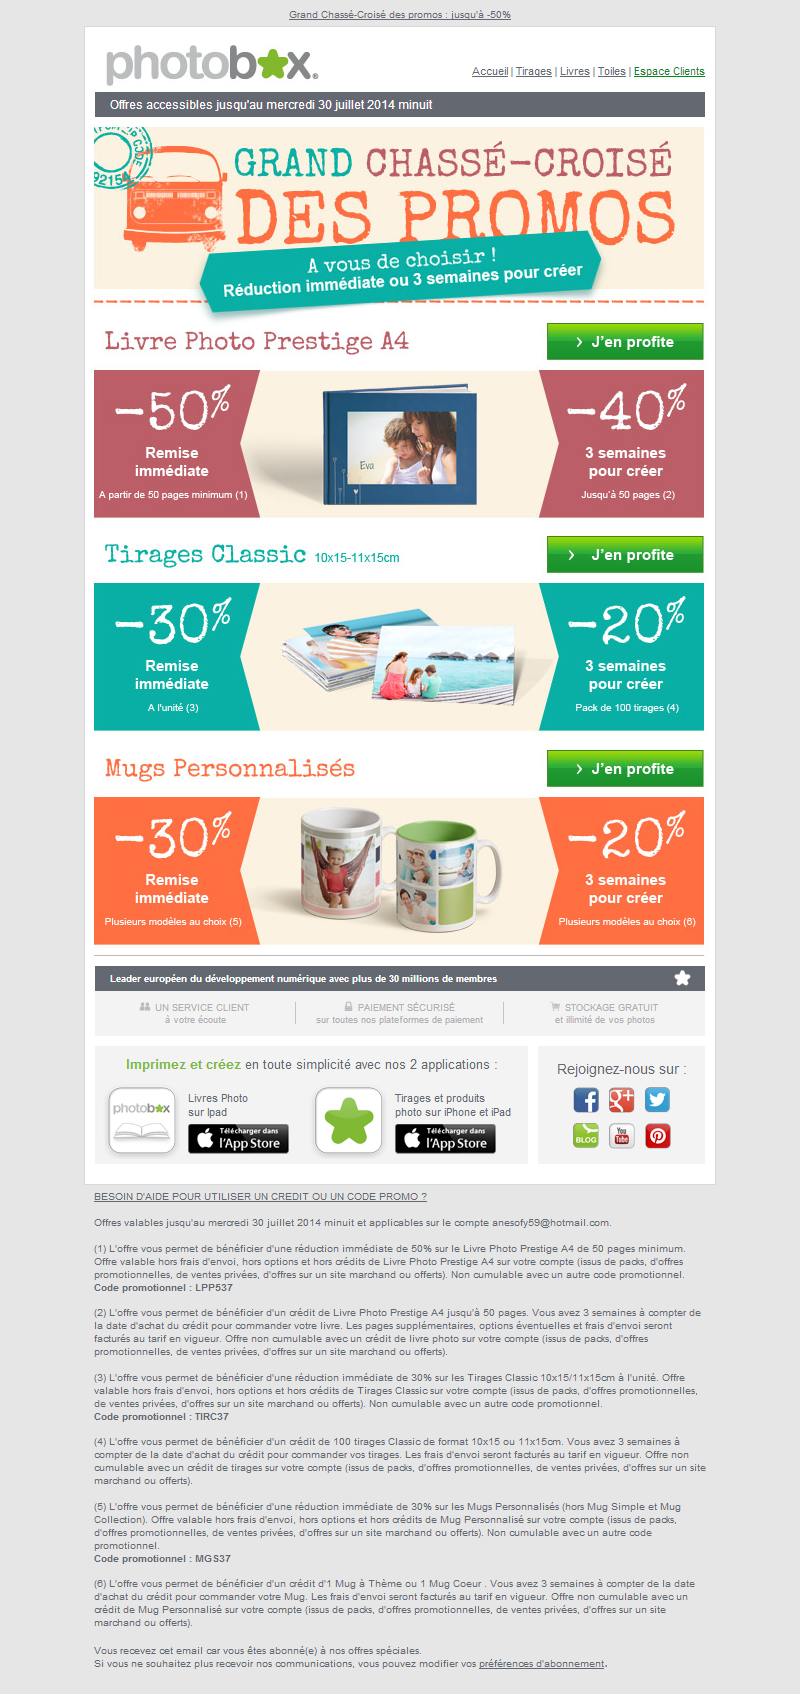 Grand Chassé-Croisé des promos : jusqu'à -50%
photobox
Accueil | Tirages | Livres | Toiles | Espace Clients
Offres accessibles jusqu'au mercredi 30 juillet 2014 minuit
GRAND CHASSÉ-CROISÉ
DES PROMOS
A vous de choisir !
Réduction immédiate ou 3 semaines pour créer
Livre Photo Prestige A4
> J'en profite
-50%
Remise
immédiate
A partir de 50 pages minimum (1)
Eva
-40%
3 semaines
pour créer
Jusqu'à 50 pages (2)
Tirages Classic 10x15-11x15cm
> J'en profite
-30%
Remise
immédiate
A l'unité (3)
-20%
3 semaines
pour créer
Pack de 100 tirages (4)
Mugs Personnalisés
> J'en profite
-30%
Remise
immédiate
Plusieurs modèles au choix (5)
-20%
3 semaines
pour créer
Plusieurs modèles au choix (6)
Leader européen du développement numérique avec plus de 30 millions de membres
UN SERVICE CLIENT
à votre écoute
PAIEMENT SÉCURISÉ
sur toutes nos plateformes de paiement
STOCKAGE GRATUIT
et illimité de vos photos
Imprimez et créez en toute simplicité avec nos 2 applications :
photobox
Livres Photo
sur Ipad
Télécharger dans
l'App Store
Tirages et produits
photo sur iPhone et iPad
Télécharger dans
l'App Store
Rejoignez-nous sur :
BLOG
You Tube
BESOIN D'AIDE POUR UTILISER UN CREDIT OU UN CODE PROMO ?
Offres valables jusqu'au mercredi 30 juillet 2014 minuit et applicables sur le compte anesofy59@hotmail.com.
(1) L'offre vous permet de bénéficier d'une réduction immédiate de 50% sur le Livre Photo Prestige A4 de 50 pages minimum.
Offre valable hors frais d'envoi, hors options et hors crédits de Livre Photo Prestige A4 sur votre compte (issus de packs, d'offres
promotionnelles, de ventes privées, d'offres sur un site marchand ou offerts). Non cumulable avec un autre code promotionnel.
Code promotionnel : LPP537
(2) L'offre vous permet de bénéficier d'un crédit de Livre Photo Prestige A4 jusqu'à 50 pages. Vous avez 3 semaines à compter de
la date d'achat du crédit pour commander votre livre. Les pages supplémentaires, options éventuelles et frais d'envoi seront
facturés au tarif en vigueur. Offre non cumulable avec un crédit de livre photo sur votre compte (issus de packs, d'offres
promotionnelles, de ventes privées, d'offres sur un site marchand ou offerts).
(3) L'offre vous permet de bénéficier d'une réduction immédiate de 30% sur les Tirages Classic 10x15/11x15cm à l'unité. Offre
valable hors frais d'envoi, hors options et hors crédits de Tirages Classic sur votre compte (issus de packs, d'offres promotionnelles,
de ventes privées, d'offres sur un site marchand ou offerts). Non cumulable avec un autre code promotionnel.
Code promotionnel : TIRC37
(4) L'offre vous permet de bénéficier d'un crédit de 100 tirages Classic de format 10x15 ou 11x15cm. Vous avez 3 semaines à
compter de la date d'achat du crédit pour commander vos tirages. Les frais d'envoi seront facturés au tarif en vigueur. Offre non
cumulable avec un crédit de tirages sur votre compte (issus de packs, d'offres promotionnelles, de ventes privées, d'offres sur un site
marchand ou offerts).
(5) L'offre vous permet de bénéficier d'une réduction immédiate de 30% sur les Mugs Personnalisés (hors Mug Simple et Mug
Collection). Offre valable hors frais d'envoi, hors options et hors crédits de Mug Personnalisé sur votre compte (issus de packs,
d'offres promotionnelles, de ventes privées, d'offres sur un site marchand ou offerts). Non cumulable avec un autre code
promotionnel.
Code promotionnel : MGS37
(6) L'offre vous permet de bénéficier d'un crédit d'1 Mug à Thème ou 1 Mug Coeur . Vous avez 3 semaines à compter de la date
d'achat du crédit pour commander votre Mug. Les frais d'envoi seront facturés au tarif en vigueur. Offre non cumulable avec un
crédit de Mug Personnalisé sur votre compte (issus de packs, d'offres promotionnelles, de ventes privées, d'offres sur un site
marchand ou offerts).
Vous recevez cet email car vous êtes abonné(e) à nos offres spéciales.
Si vous ne souhaitez plus recevoir nos communications, vous pouvez modifier vos préférences d'abonnement.